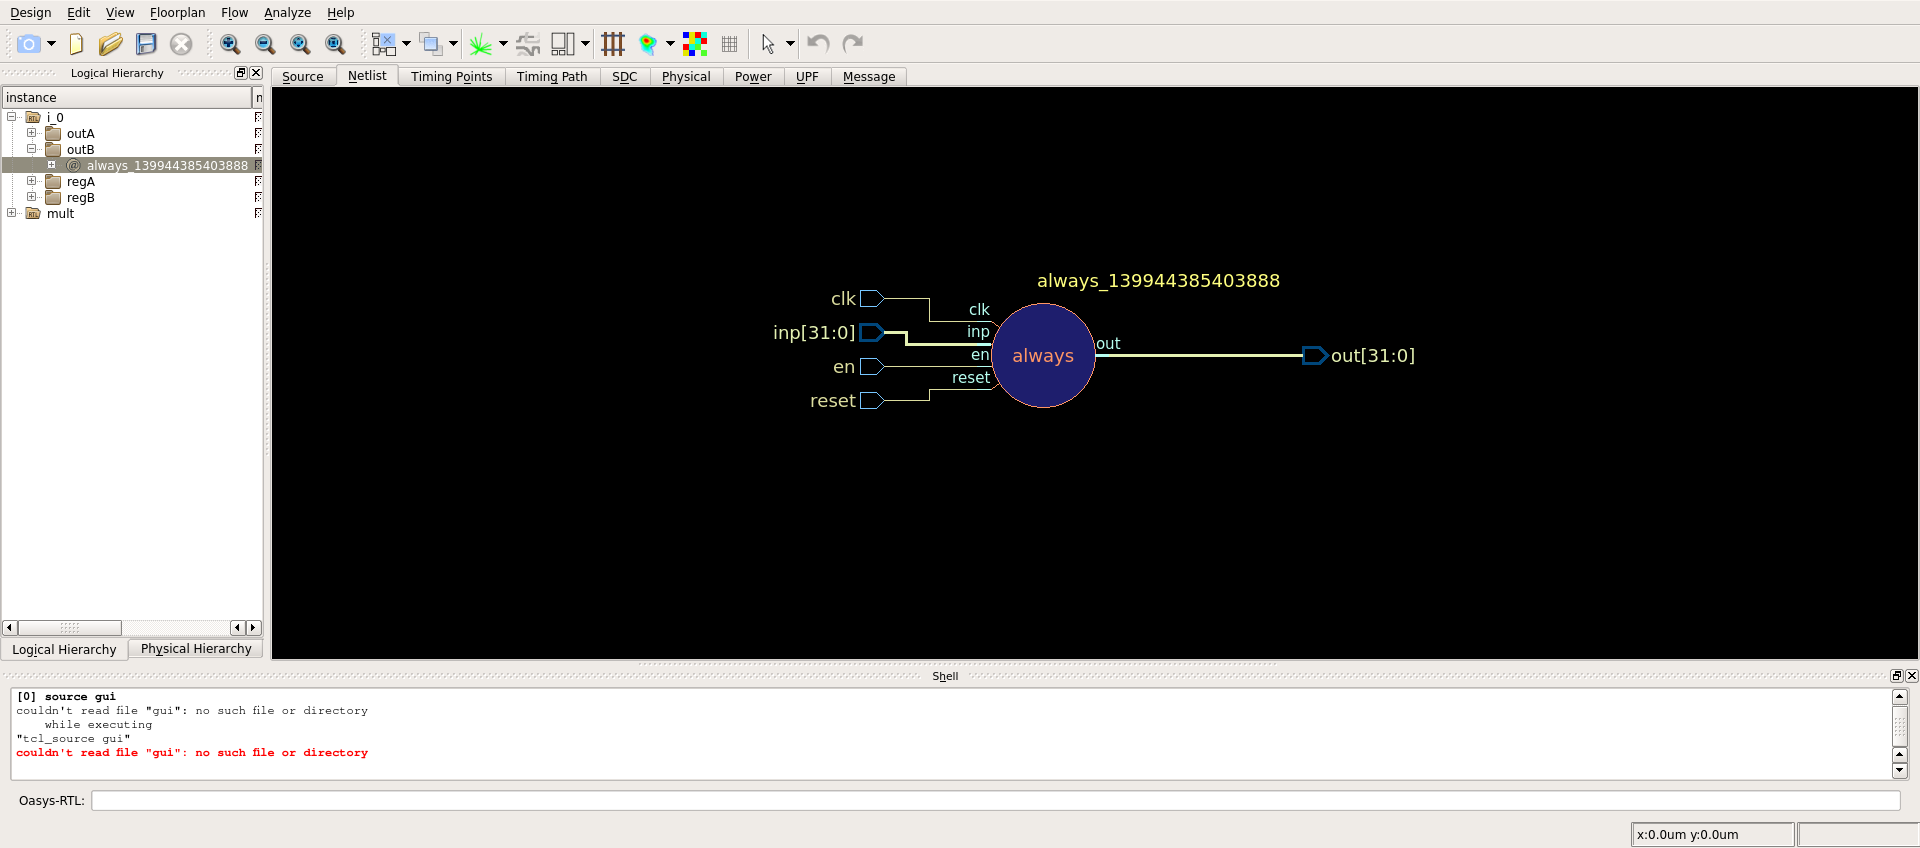 Design Edit View Floorplan Flow Analyze Help
Logical Hierarchy
Source Netlist Timing Points Timing Path SDC Physical Power UPF Message
instance
i_0
outA
outB
always_139944385403888
regA
regB
mult
always_139944385403888
clk
clk
inp[31:0]
inp
en
en
reset
reset
always
out
out[31:0]
Logical Hierarchy Physical Hierarchy
Shell
[0] source gui
couldn't read file "gui": no such file or directory
while executing
"tcl_source gui"
couldn't read file "gui": no such file or directory
Oasys-RTL:
x:0.0um y:0.0um